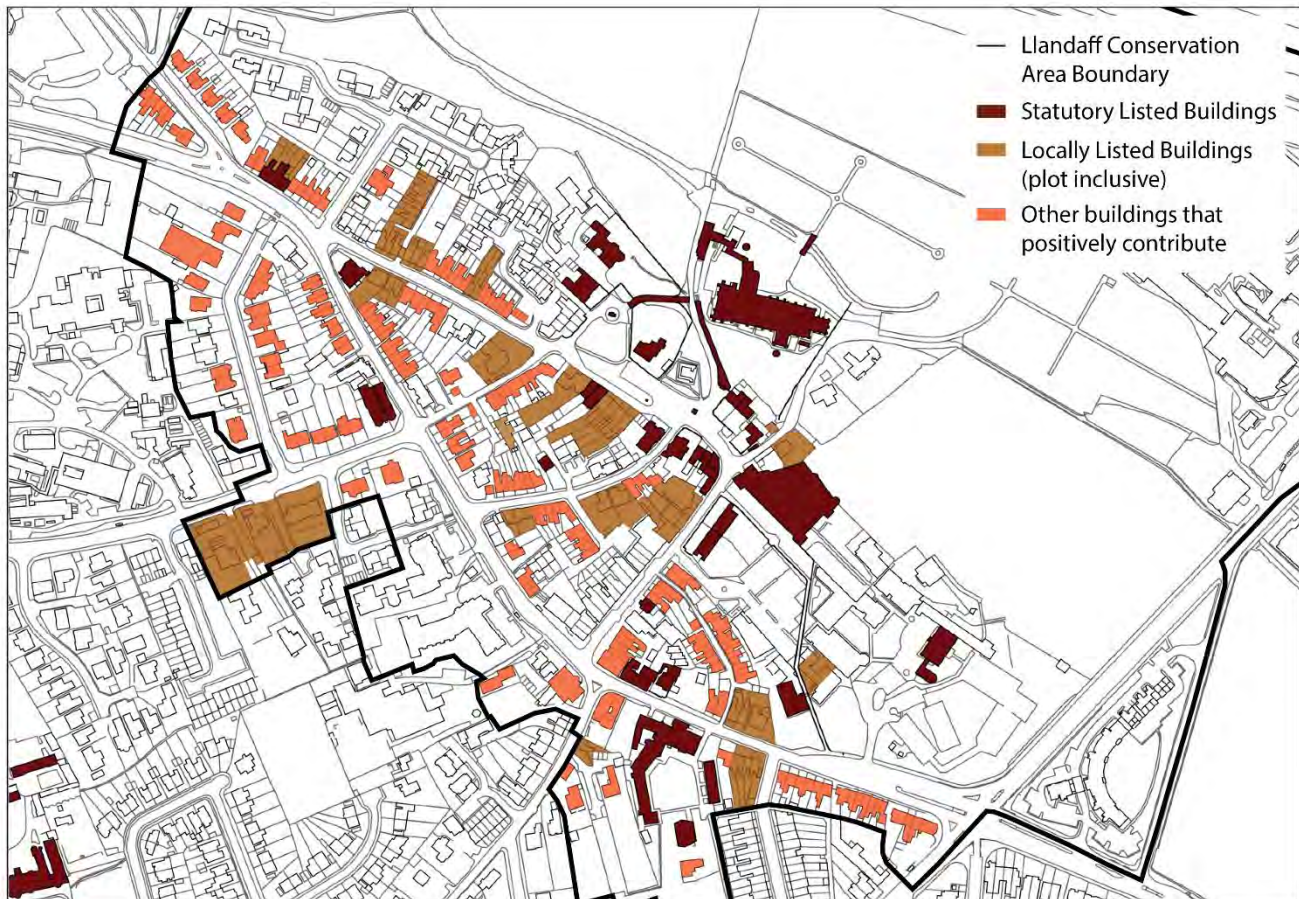 Llandaff Conservation
Area Boundary
Statutory Listed Buildings
Locally Listed Buildings
(plot inclusive)
Other buildings that
positively contribute